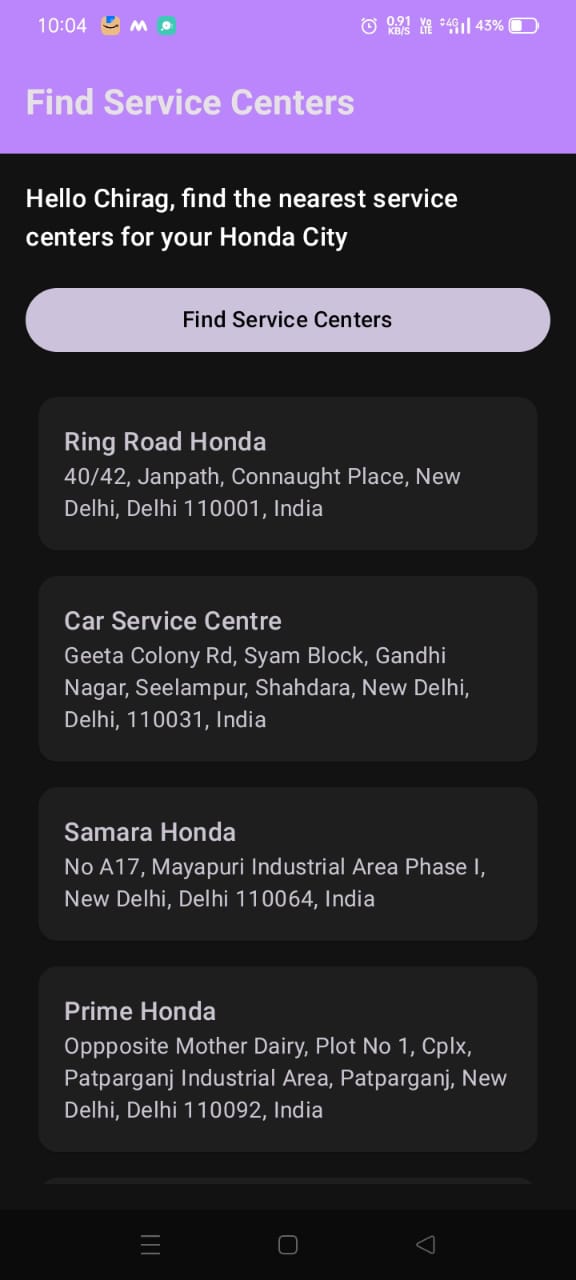 10:04 0.91 KB/S Vo LTE 4G 43%
Find Service Centers
Hello Chirag, find the nearest service
centers for your Honda City
Find Service Centers
Ring Road Honda
40/42, Janpath, Connaught Place, New
Delhi, Delhi 110001, India
Car Service Centre
Geeta Colony Rd, Syam Block, Gandhi
Nagar, Seelampur, Shahdara, New Delhi,
Delhi, 110031, India
Samara Honda
No A17, Mayapuri Industrial Area Phase I,
New Delhi, Delhi 110064, India
Prime Honda
Oppposite Mother Dairy, Plot No 1, Cplx,
Patparganj Industrial Area, Patparganj, New
Delhi, Delhi 110092, India